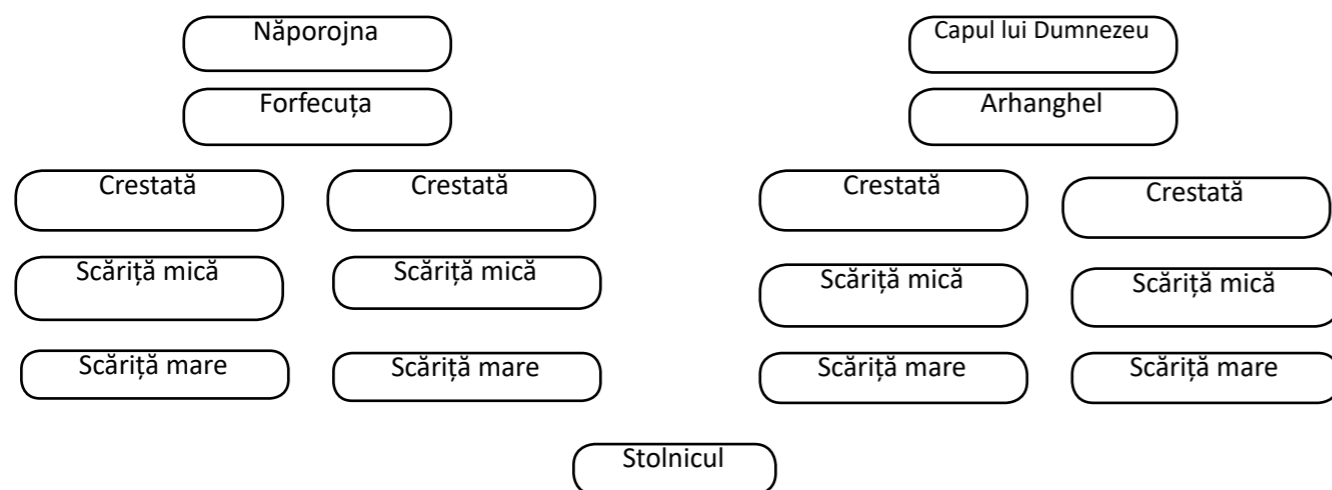 Năporojna
Capul lui Dumnezeu
Forfecuța
Arhanghel
Crestată
Crestată
Crestată
Crestată
Scăriță mică
Scăriță mică
Scăriță mică
Scăriță mică
Scăriță mare
Scăriță mare
Scăriță mare
Scăriță mare
Stolnicul